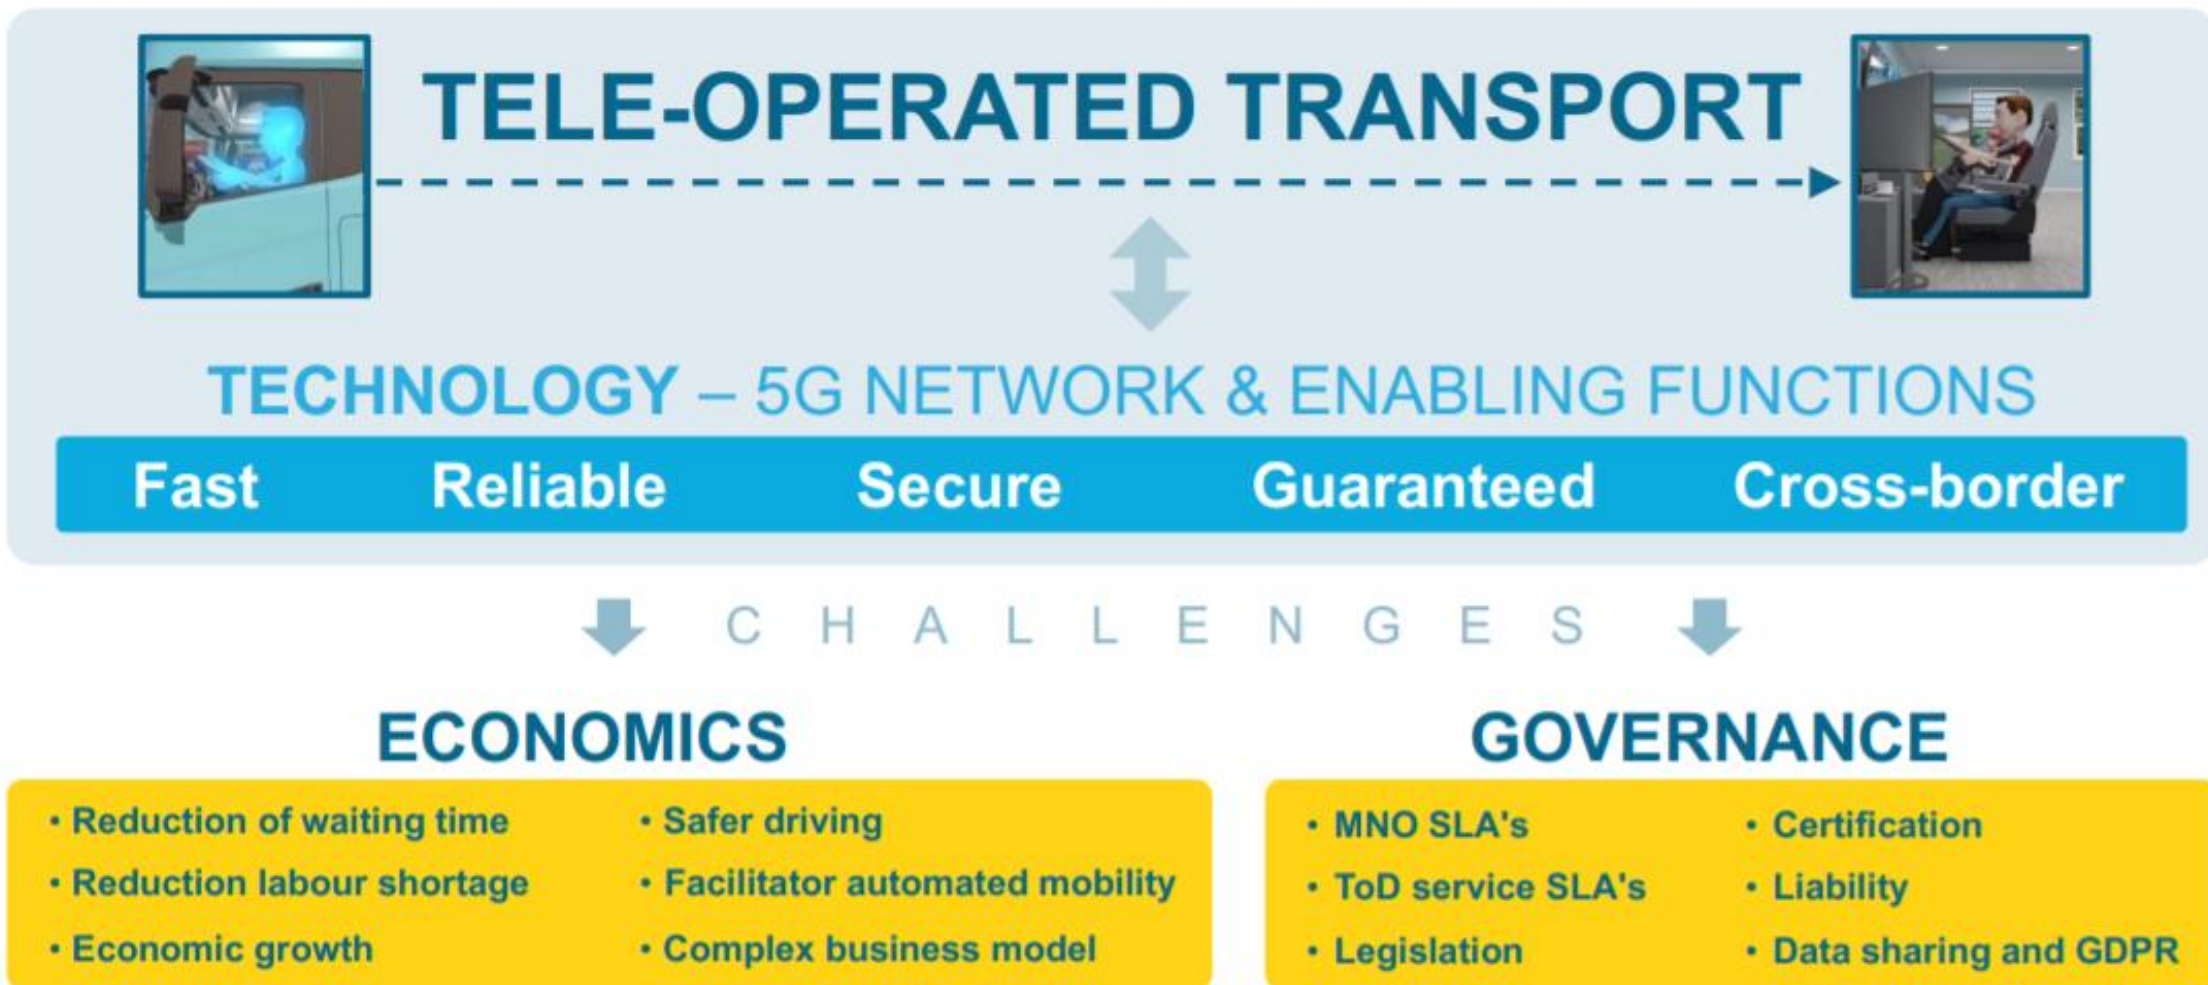 TELE-OPERATED TRANSPORT
TECHNOLOGY – 5G NETWORK & ENABLING FUNCTIONS
Fast Reliable Secure Guaranteed Cross-border
CHALLENGES
ECONOMICS
• Reduction of waiting time
• Reduction labour shortage
• Economic growth
• Safer driving
• Facilitator automated mobility
• Complex business model
GOVERNANCE
• MNO SLA's
• ToD service SLA's
• Legislation
• Certification
• Liability
• Data sharing and GDPR